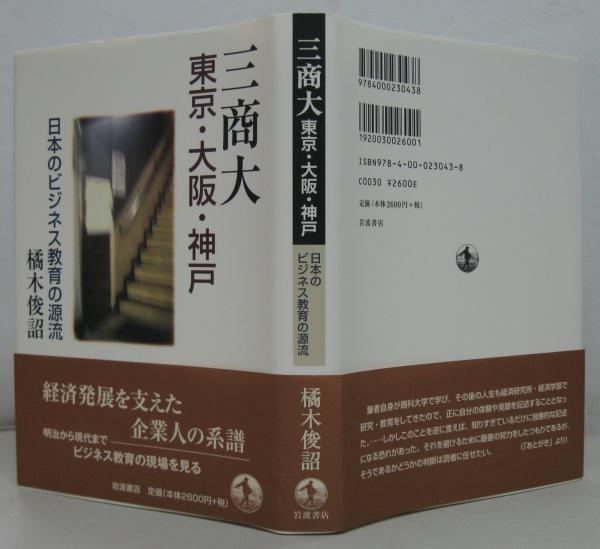 三商大
東京・大阪・神戸
日本のビジネス教育の源流
橘木俊詔
経済発展を支えた
企業人の系譜
明治から現代まで
ビジネス教育の現場を見る
岩波書店 定価(本体2600円+税)
三商大 東京・大阪・神戸
日本の
ビジネス教育の源流
橘木俊詔
岩波書店
9784000230438
1920030026001
ISBN978-4-00-023043-8
C0030 ¥2600E
定価(本体2600円+税)
岩波書店
筆者自身が商科大学で学び、その後の人生も経済研究所・経済学部で
研究・教育をしてきたので、正に自分の体験や見聞を記述することとなっ
た。……しかしこのことを逆に言えば、知りすぎているだけに独善的な記述
になる恐れがあった。それを避けるために最善の努力をしたつもりであるが、
そうであるかどうかの判断は読者に任せたい。
(「あとがき」より)